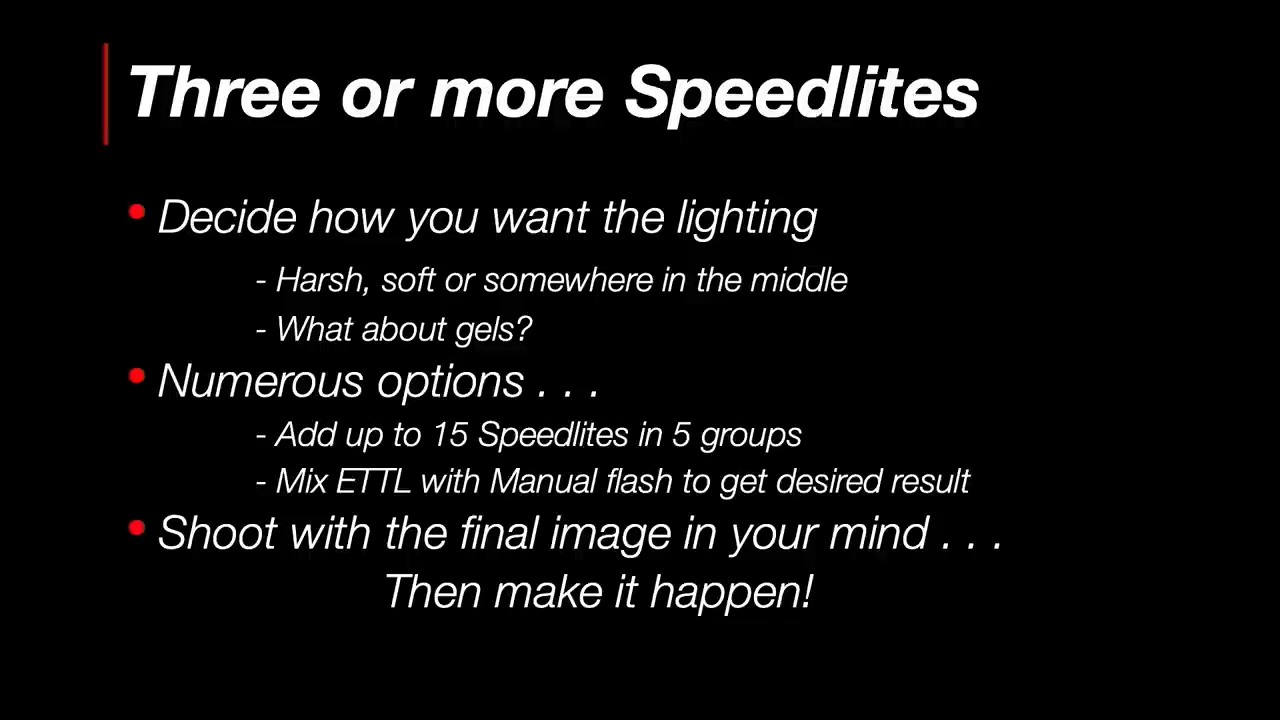 Three or more Speedlites
• Decide how you want the lighting
- Harsh, soft or somewhere in the middle
- What about gels?
• Numerous options . . .
- Add up to 15 Speedlites in 5 groups
- Mix ETTL with Manual flash to get desired result
• Shoot with the final image in your mind . . .
Then make it happen!